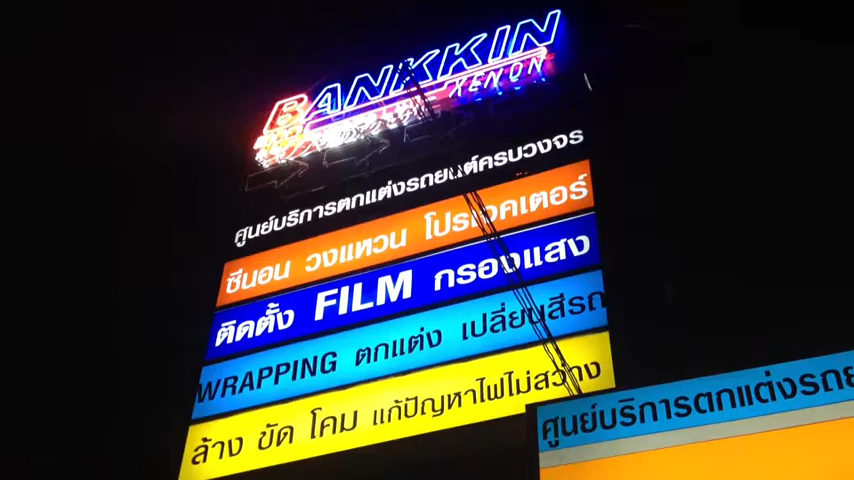 BANKKIN
XENON
ศูนย์บริการตกแต่งรถยนต์ครบวงจร
ซีนอน วงแหวน โปรเจคเตอร์
ติดตั้ง FILM กรองแสง
WRAPPING ตกแต่ง เปลี่ยนสีรถ
ล้าง ขัด โคม แก้ปัญหาไฟไม่สว่าง
ศูนย์บริการตกแต่งรถย